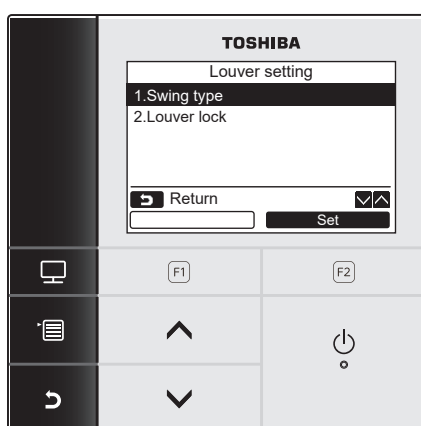 TOSHIBA
Louver setting
1.Swing type
2.Louver lock
Return
Set
F1
F2